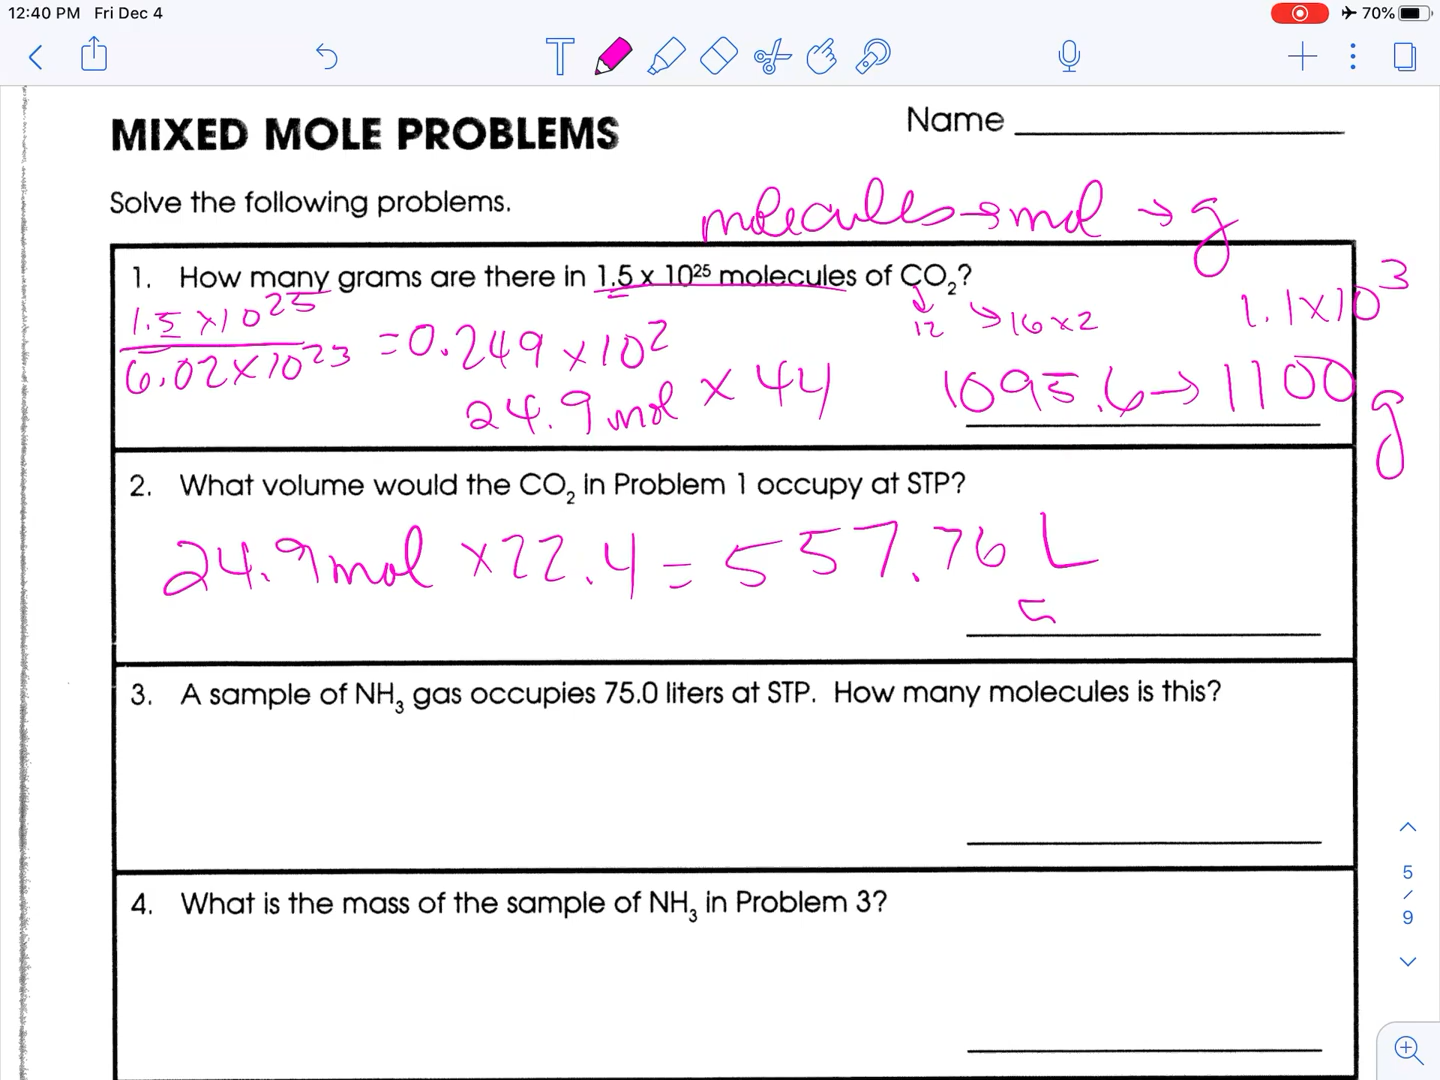 12:40 PM Fri Dec 4 70%
T
MIXED MOLE PROBLEMS
Name
Solve the following problems.
molecules → mol → g
1. How many grams are there in 1.5 x 10²⁵ molecules of CO₂?
1.5 x 10²⁵
6.02 x 10²³
= 0.249 x 10²
12
16 x 2
1.1 x 10³
24.9 mol x 44
1095.6 → 1100 g
2. What volume would the CO₂ in Problem 1 occupy at STP?
24.9 mol x 22.4 = 557.76 L
5
3. A sample of NH₃ gas occupies 75.0 liters at STP. How many molecules is this?
4. What is the mass of the sample of NH₃ in Problem 3?
5
/
9